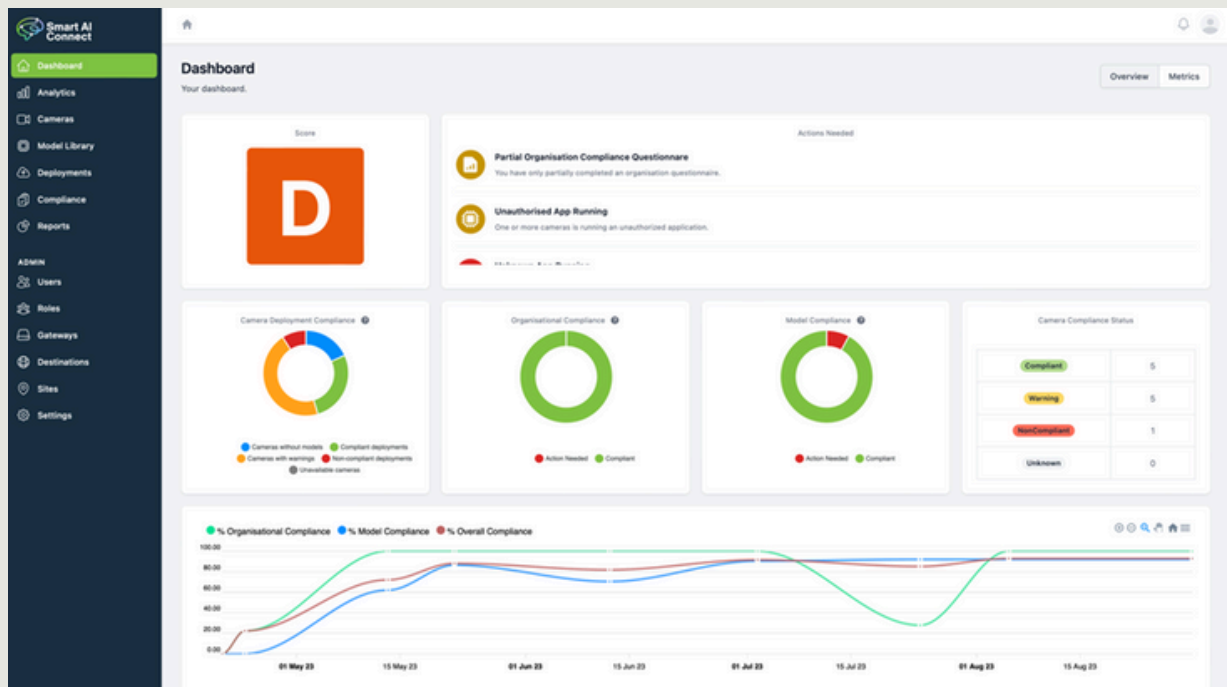 Smart AI
Connect
Dashboard
Analytics
Cameras
Model Library
Deployments
Compliance
Reports
ADMIN
Users
Roles
Gateways
Destinations
Sites
Settings
Dashboard
Your dashboard.
Overview Metrics
Score
D
Actions Needed
Partial Organisation Compliance Questionnare
You have only partially completed an organisation questionnaire.
Unauthorised App Running
One or more cameras is running an unauthorized application.
Camera Deployment Compliance
Cameras without models Compliant deployments
Cameras with warnings Non-compliant deployments
Unavailable cameras
Organisational Compliance
Action Needed Compliant
Model Compliance
Action Needed Compliant
Camera Compliance Status
Compliant 5
Warning 5
NonCompliant 1
Unknown 0
% Organisational Compliance % Model Compliance % Overall Compliance
100.00
80.00
60.00
40.00
20.00
0.00
01 May 23 15 May 23 01 Jun 23 15 Jun 23 01 Jul 23 15 Jul 23 01 Aug 23 15 Aug 23